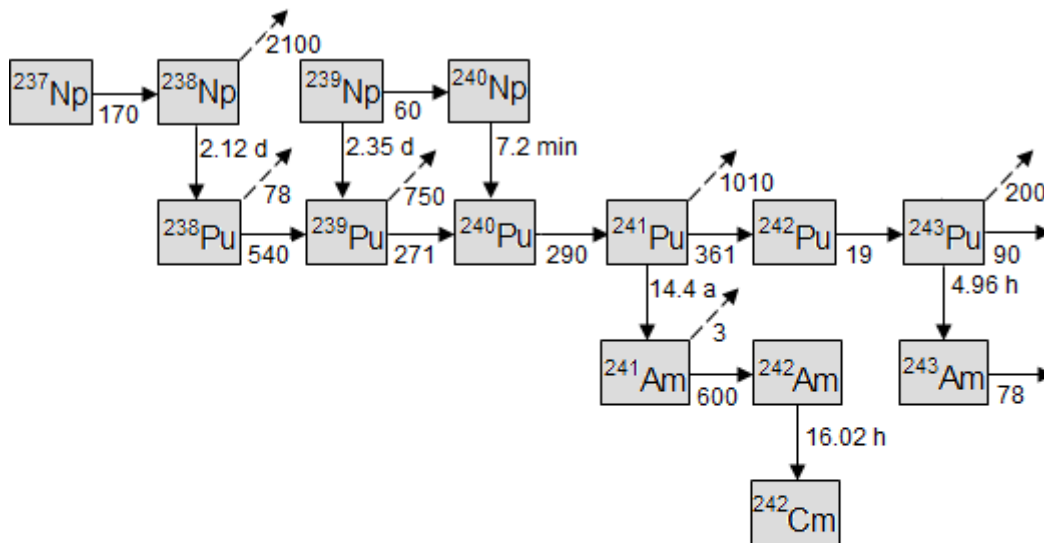 2100
²³⁷Np ²³⁸Np ²³⁹Np ²⁴⁰Np
170 60
2.12 d 2.35 d 7.2 min
78 750 1010 200
²³⁸Pu ²³⁹Pu ²⁴⁰Pu ²⁴¹Pu ²⁴²Pu ²⁴³Pu
540 271 290 361 19 90
14.4 a 4.96 h
3
²⁴¹Am ²⁴²Am ²⁴³Am
600 78
16.02 h
²⁴²Cm